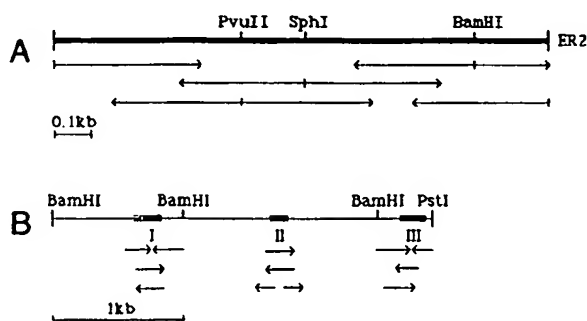 PvuII SphI BamHI
A ER2
0.1kb
BamHI BamHI BamHI PstI
B
I II III
1kb